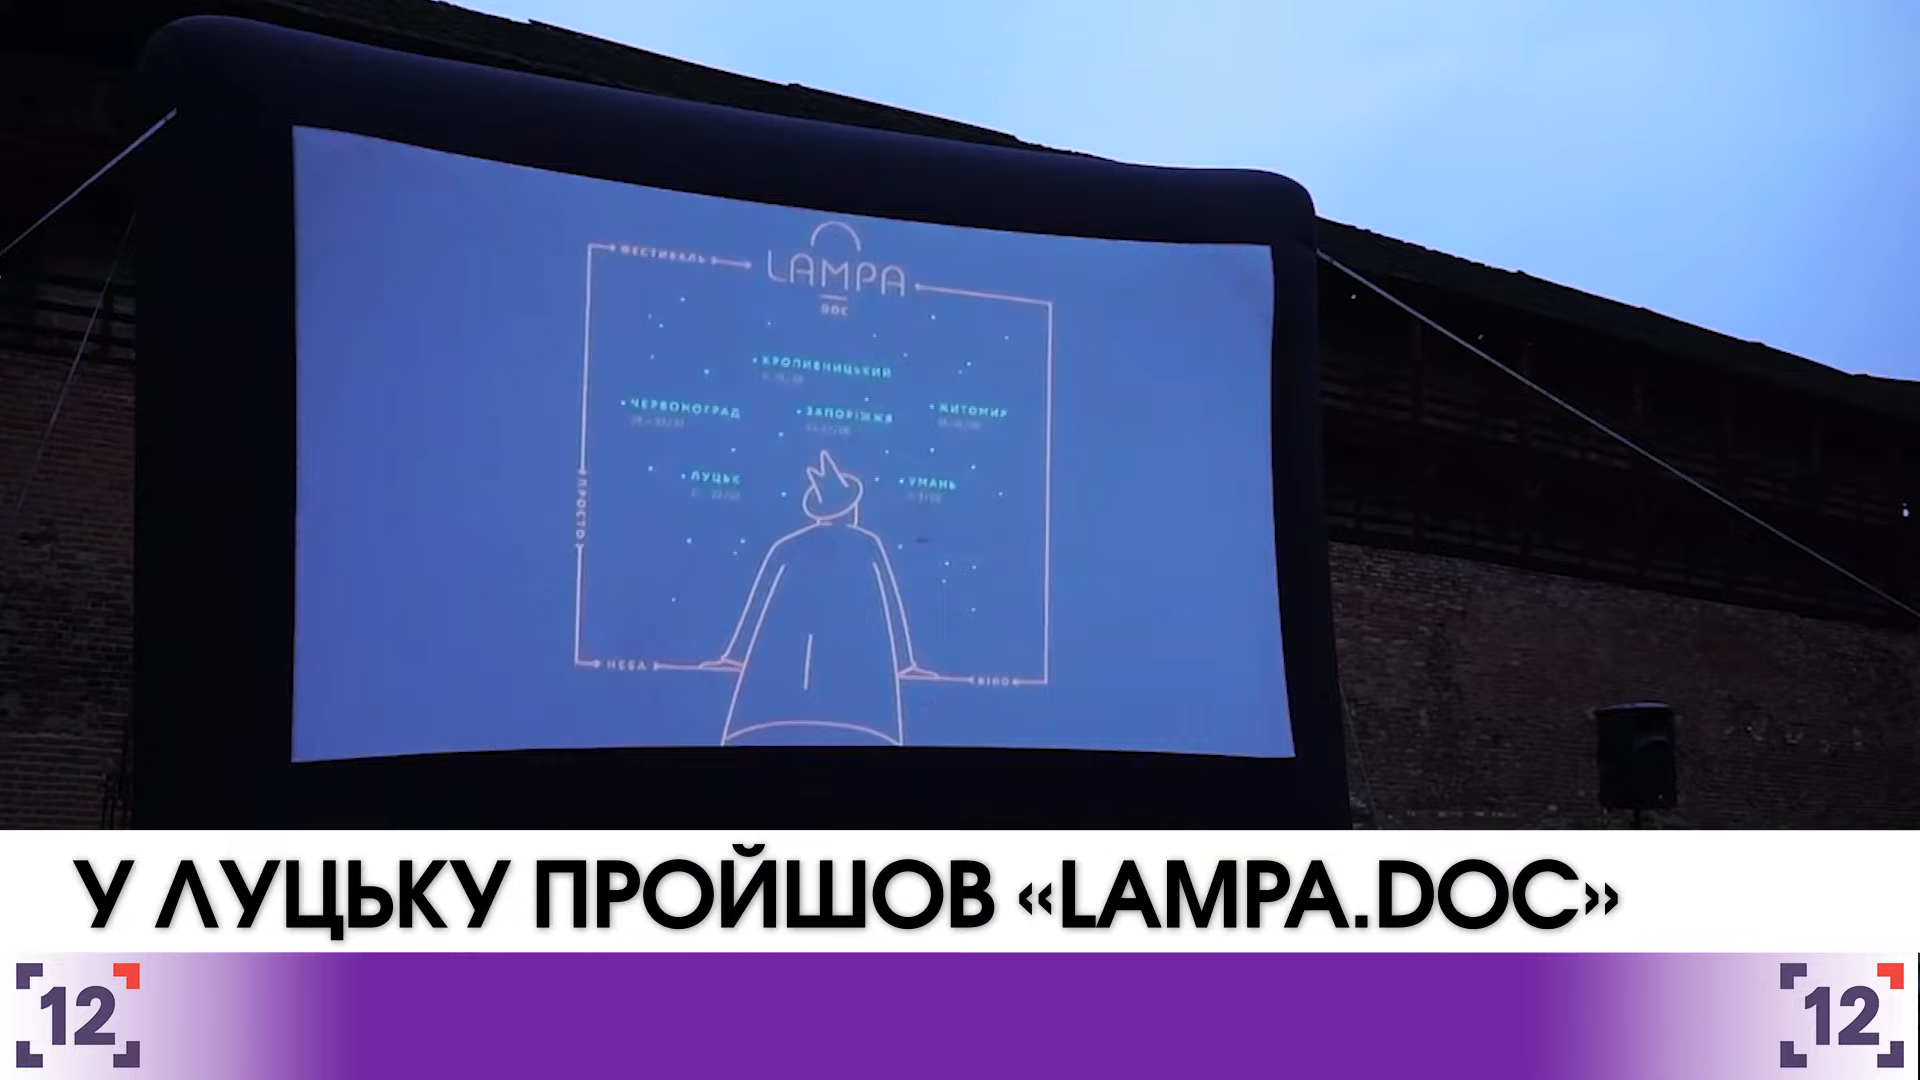 ФЕСТИВАЛЬ
LAMPA
DOC
КРОПИВНИЦЬКИЙ
ЧЕРВОНОГРАД
ЗАПОРІЖЖЯ
ЖИТОМИР
ЛУЦЬК
УМАНЬ
ПРОСТО
НЕБА
КІНО
У ЛУЦЬКУ ПРОЙШОВ «LAMPA.DOC»
12
12